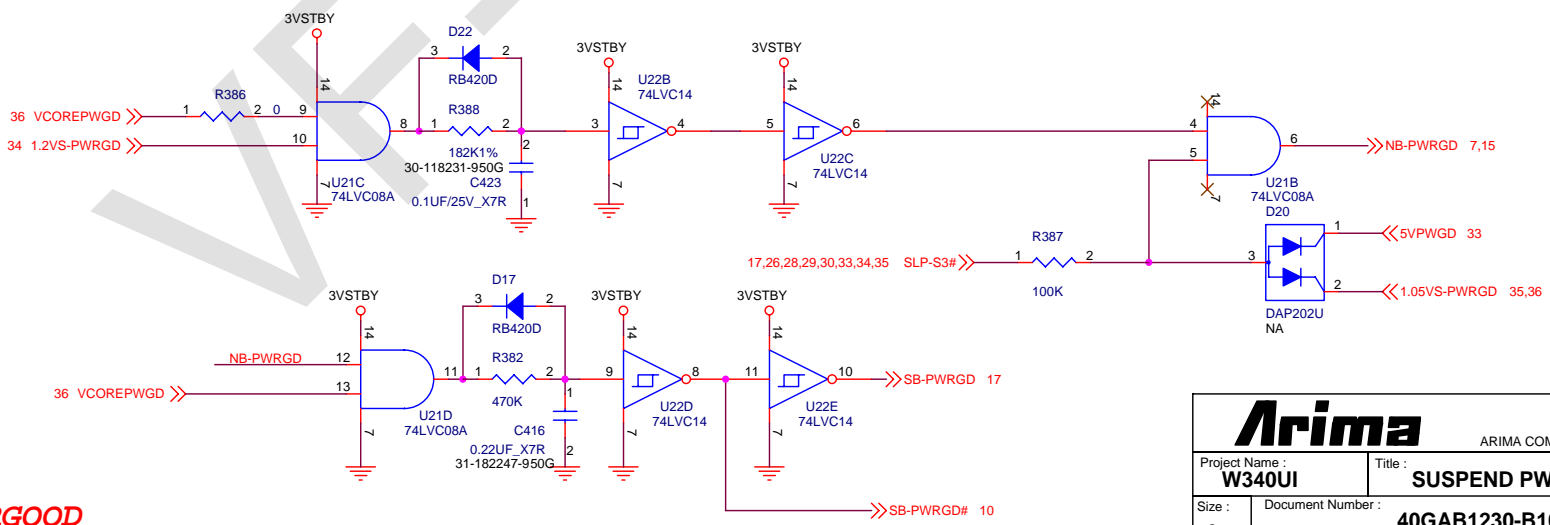 3VSTBY
D22
3 2
RB420D
3VSTBY
U22B
74LVC14
3VSTBY
14
36 VCOREPWGD
1 R386 2 0 9
34 1.2VS-PWRGD
10
8
R388
1 2
182K1%
30-118231-950G
2
C423
0.1UF/25V_X7R
1
7
U21C
74LVC08A
14
3 4
7
14
5 6
7
U22C
74LVC14
14
4
5
6
NB-PWRGD 7,15
7
U21B
74LVC08A
D20
1
5VPWGD 33
3
2
1.05VS-PWRGD 35,36
DAP202U
NA
17,26,28,29,30,33,34,35 SLP-S3#
R387
1 2
100K
3VSTBY
D17
3 2
RB420D
3VSTBY
3VSTBY
14
NB-PWRGD
12
36 VCOREPWGD
13
11
R382
1 2
470K
1
C416
0.22UF_X7R
2
31-182247-950G
7
U21D
74LVC08A
14
9 8
7
U22D
74LVC14
14
11 10
7
U22E
74LVC14
SB-PWRGD 17
SB-PWRGD# 10
RGOOD
Arima
ARIMA COM
Project Name :
W340UI
Title :
SUSPEND PW
Size :
Document Number :